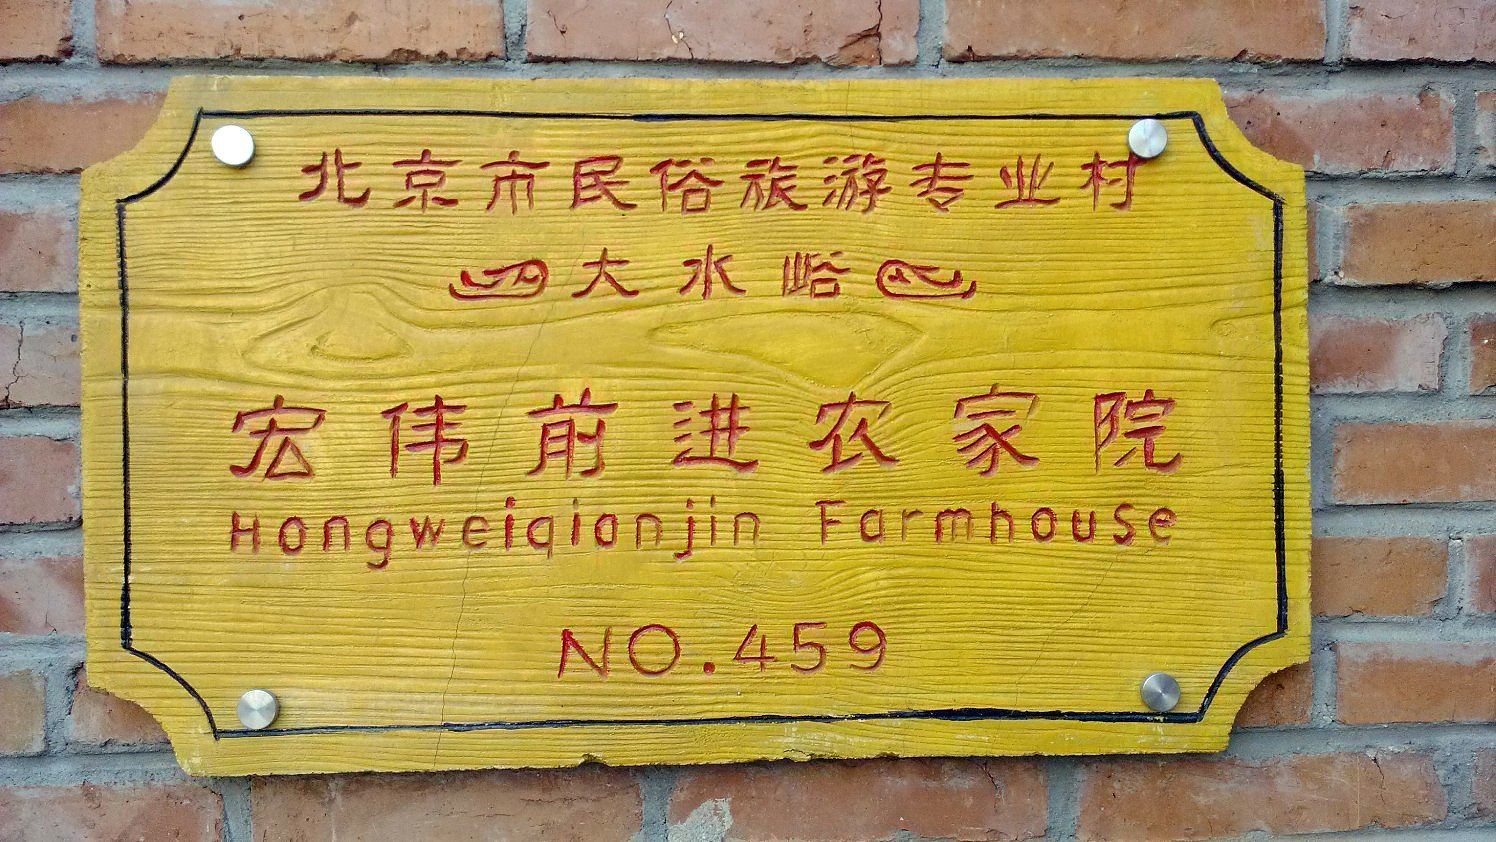 北京市民俗旅游专业村
大水峪
宏伟前进农家院
Hongweiqianjin Farmhouse
NO.459